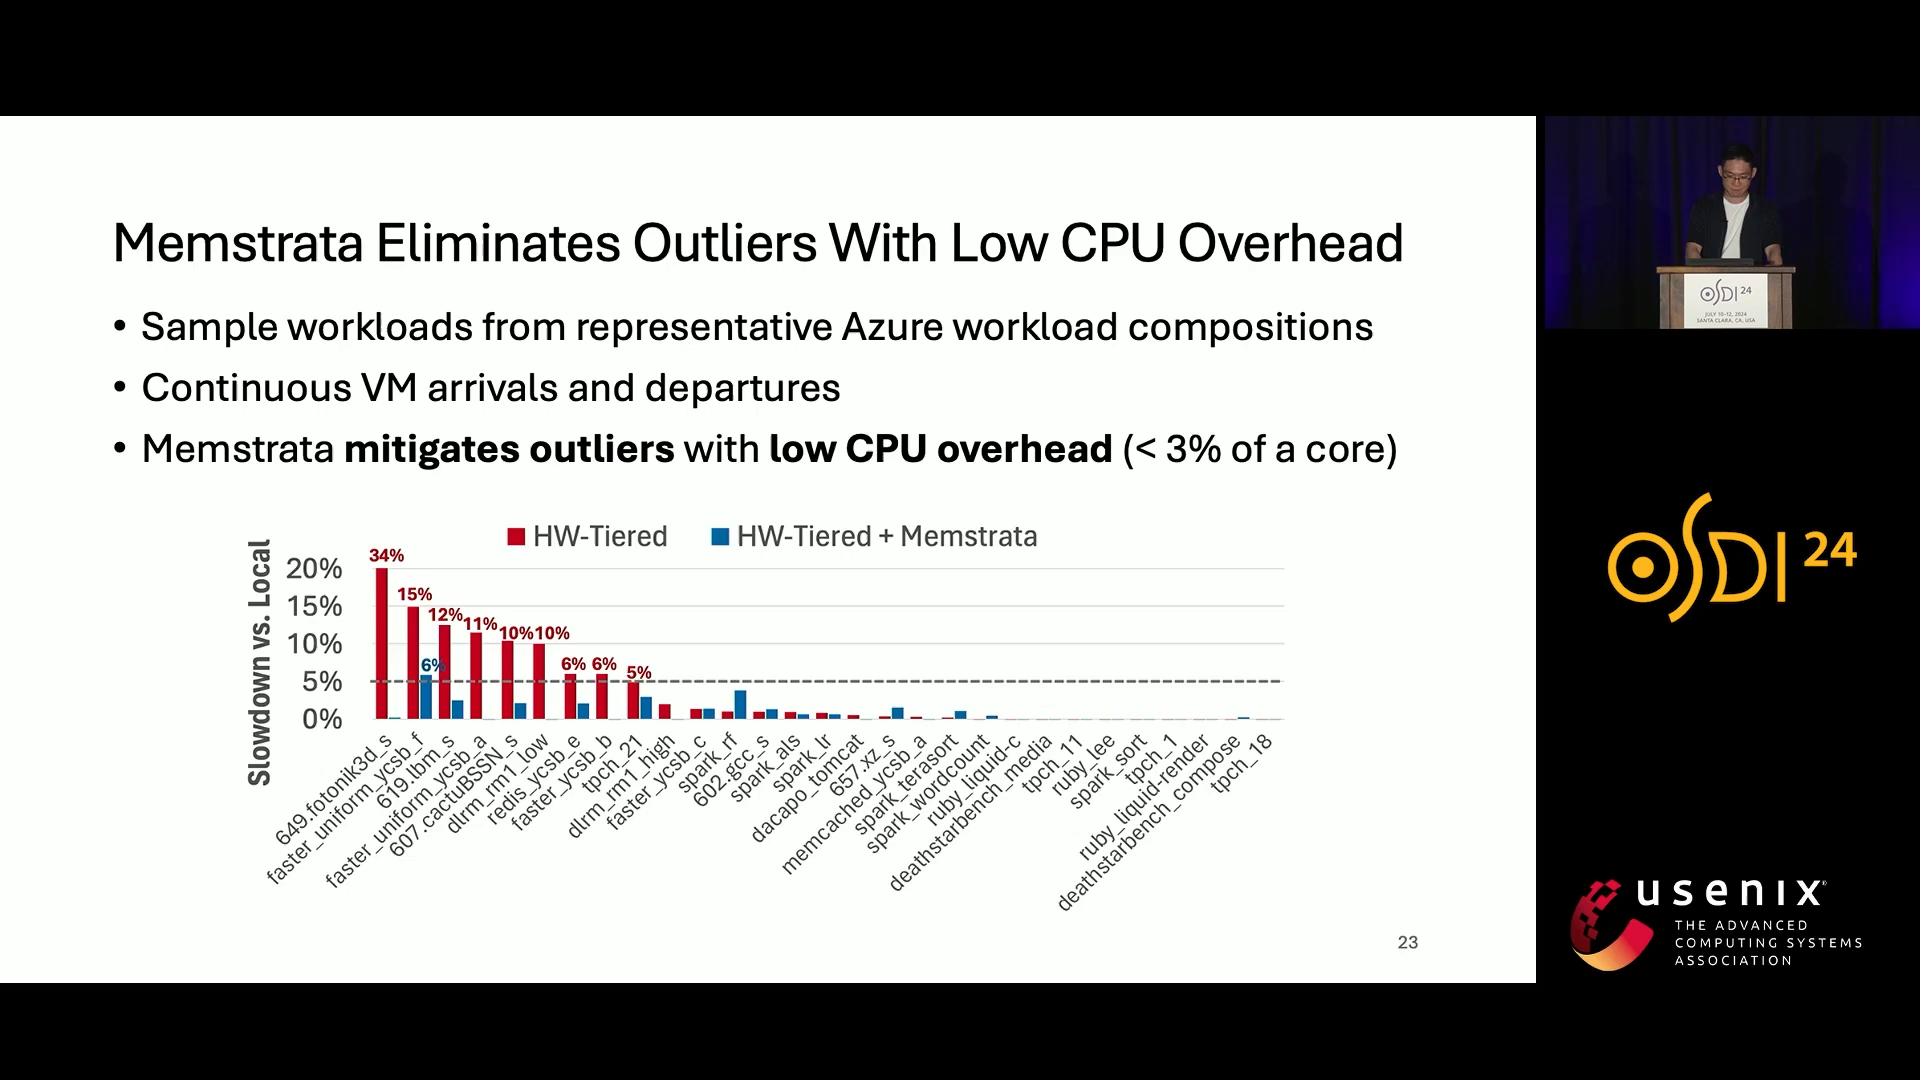 Memstrata Eliminates Outliers With Low CPU Overhead
• Sample workloads from representative Azure workload compositions
• Continuous VM arrivals and departures
• Memstrata mitigates outliers with low CPU overhead (< 3% of a core)
HW-Tiered
HW-Tiered + Memstrata
Slowdown vs. Local
20%
15%
10%
5%
0%
34%
15%
6%
12%
11%
10%
10%
6%
6%
5%
649.fotonik3d_s
faster_uniform_ycsb_f
619.lbm_s
faster_uniform_ycsb_a
607.cactuBSSN_s
dlrm_rm1_low
redis_ycsb_e
faster_ycsb_b
tpch_21
dlrm_rm1_high
faster_ycsb_c
spark_rf
602.gcc_s
spark_als
spark_lr
dacapo_tomcat
657.xz_s
memcached_ycsb_a
spark_terasort
spark_wordcount
ruby_liquid-c
deathstarbench_media
tpch_11
ruby_lee
spark_sort
tpch_1
ruby_liquid-render
deathstarbench_compose
tpch_18
23
OSDI 24
JULY 10–12, 2024
SANTA CLARA, CA, USA
OSDI 24
usenix
THE ADVANCED
COMPUTING SYSTEMS
ASSOCIATION